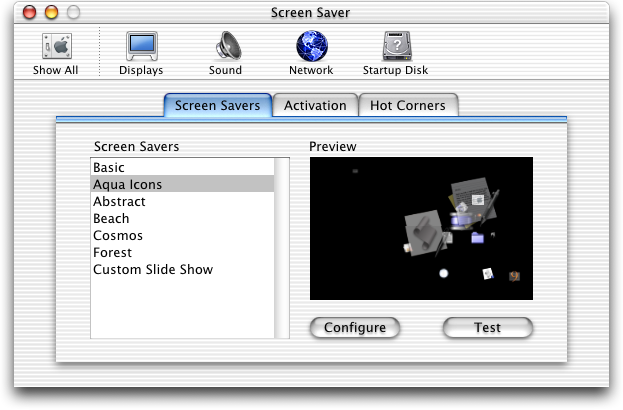 Screen Saver
Show All
Displays
Sound
Network
Startup Disk
Screen Savers
Activation
Hot Corners
Screen Savers
Preview
Basic
Aqua Icons
Abstract
Beach
Cosmos
Forest
Custom Slide Show
Configure
Test